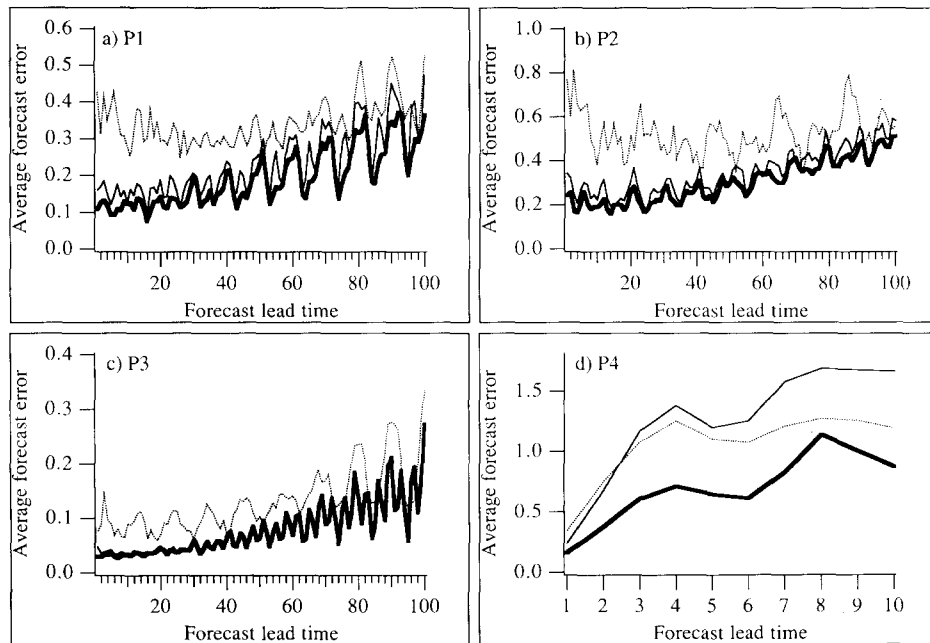 a) P1
Average forecast error
0.6
0.5
0.4
0.3
0.2
0.1
0.0
20 40 60 80 100
Forecast lead time
b) P2
Average forecast error
1.0
0.8
0.6
0.4
0.2
0.0
20 40 60 80 100
Forecast lead time
c) P3
Average forecast error
0.4
0.3
0.2
0.1
0.0
20 40 60 80 100
Forecast lead time
d) P4
Average forecast error
1.5
1.0
0.5
0.0
1 2 3 4 5 6 7 8 9 10
Forecast lead time